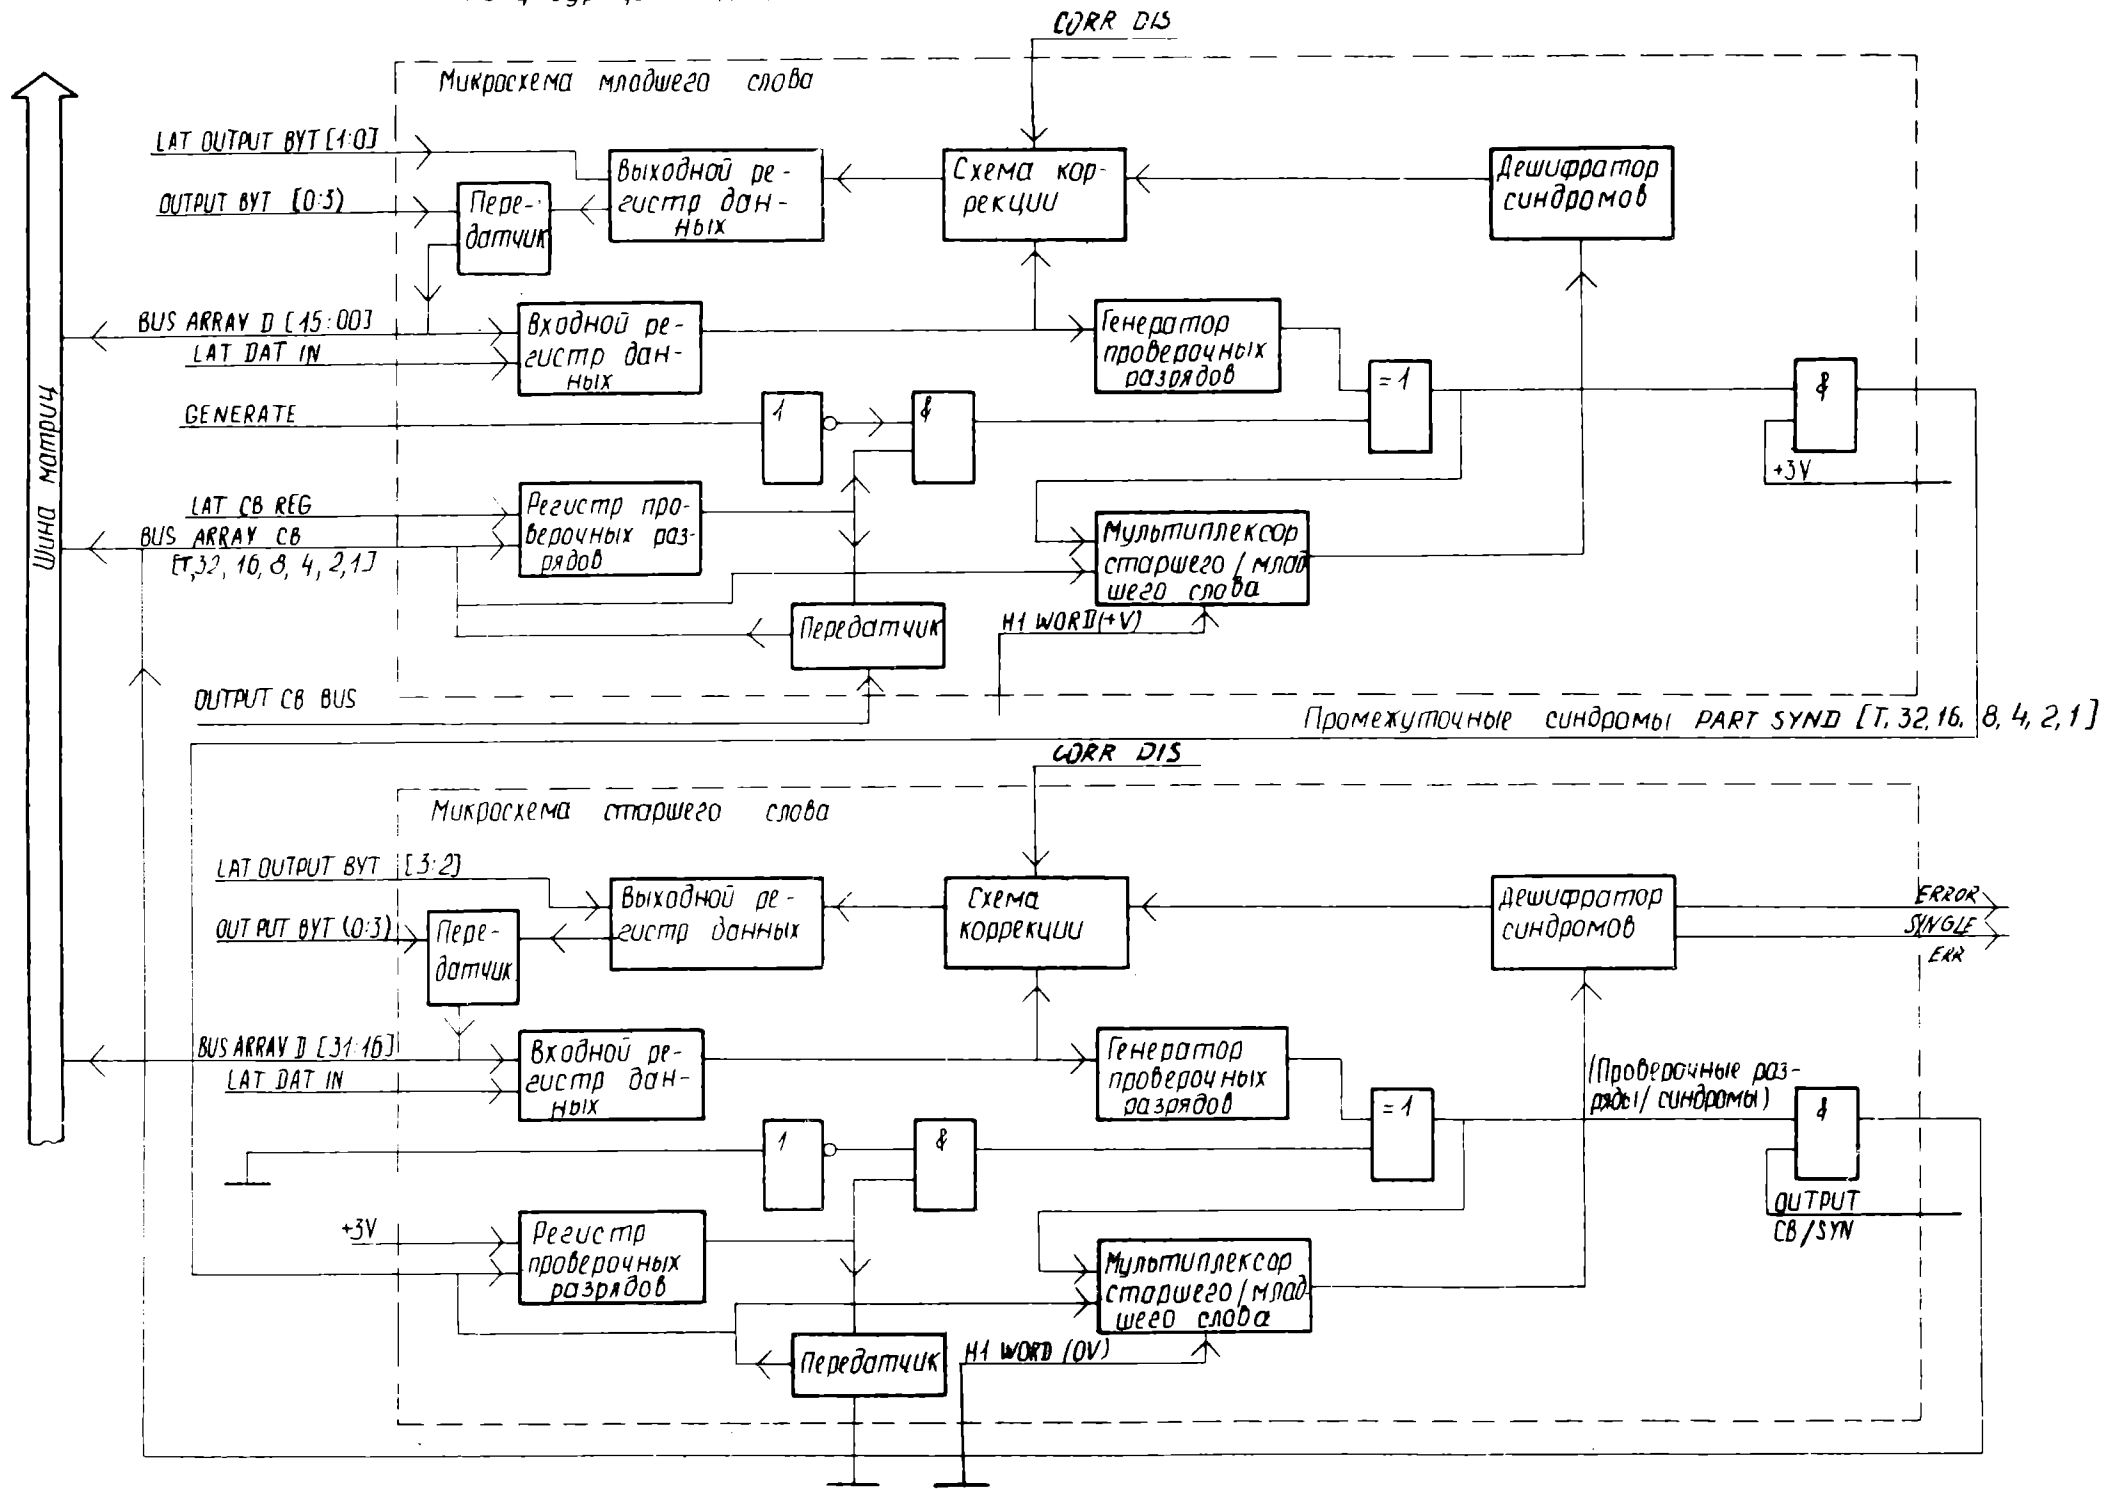 CORR DIS
Микросхема младшего слова
LAT OUTPUT BYT [1:0]
OUTPUT BYT [0:3)
Пере-
датчик
Выходной ре-
гистр дан-
ных
Схема кор-
рекции
Дешифратор
синдромов
BUS ARRAY D [15:00]
LAT DAT IN
Входной ре-
гистр дан-
ных
Генератор
проверочных
разрядов
= 1
&
+3V
GENERATE
1
&
Шина матриц
LAT CB REG
BUS ARRAY CB
[T,32, 16, 8, 4, 2,1]
Регистр про-
верочных раз-
рядов
Мультиплексор
старшего/млад
шего слова
Передатчик
H1 WORD(+V)
OUTPUT CB BUS
Промежуточные синдромы PART SYND [T, 32, 16, 8, 4, 2, 1]
CORR DIS
Микросхема старшего слова
LAT OUTPUT BYT [3:2]
OUTPUT BYT (0:3)
Пере-
датчик
Выходной ре-
гистр данных
Схема
коррекции
Дешифратор
синдромов
ERROR
SYNGLE
ERR
BUS ARRAY D [31:16]
LAT DAT IN
Входной ре-
гистр дан-
ных
Генератор
проверочных
разрядов
= 1
(Проверочные раз-
ряды/ синдромы)
&
OUTPUT
CB/SYN
1
&
+3V
Регистр
проверочных
разрядов
Мультиплексор
старшего/млад
шего слова
Передатчик
H1 WORD (0V)